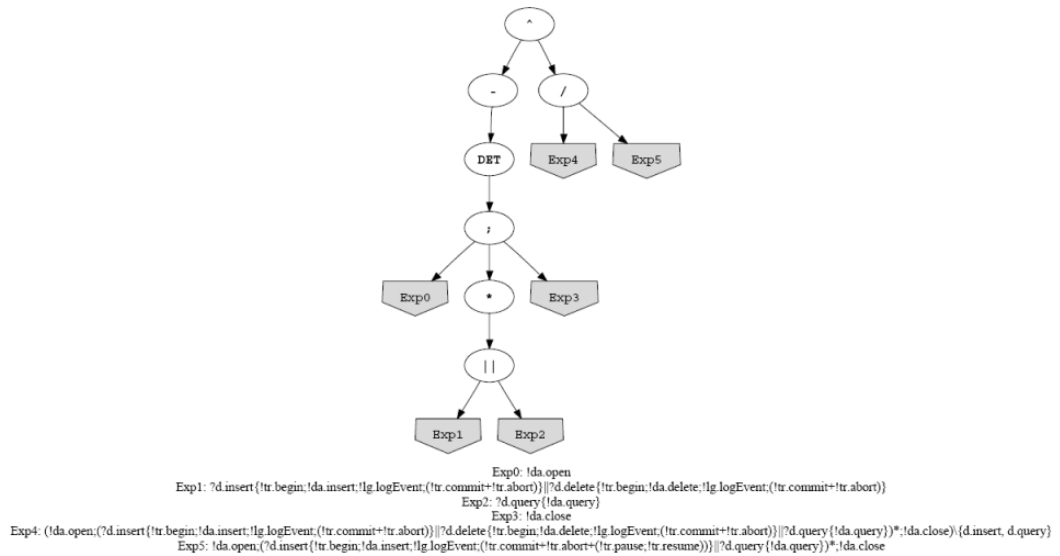 ^
- /
DET Exp4 Exp5
;
Exp0 * Exp3
||
Exp1 Exp2
Exp0: !da.open
Exp1: ?d.insert{!tr.begin;!da.insert;!lg.logEvent;(!tr.commit+!tr.abort)}||?d.delete{!tr.begin;!da.delete;!lg.logEvent;(!tr.commit+!tr.abort)}
Exp2: ?d.query{!da.query}
Exp3: !da.close
Exp4: (!da.open;(?d.insert{!tr.begin;!da.insert;!lg.logEvent;(!tr.commit+!tr.abort)}||?d.delete{!tr.begin;!da.delete;!lg.logEvent;(!tr.commit+!tr.abort)}||?d.query{!da.query})*;!da.close)\{d.insert, d.query}
Exp5: !da.open;(?d.insert{!tr.begin;!da.insert;!lg.logEvent;(!tr.commit+!tr.abort+(!tr.pause;!tr.resume))}||?d.query{!da.query})*;!da.close